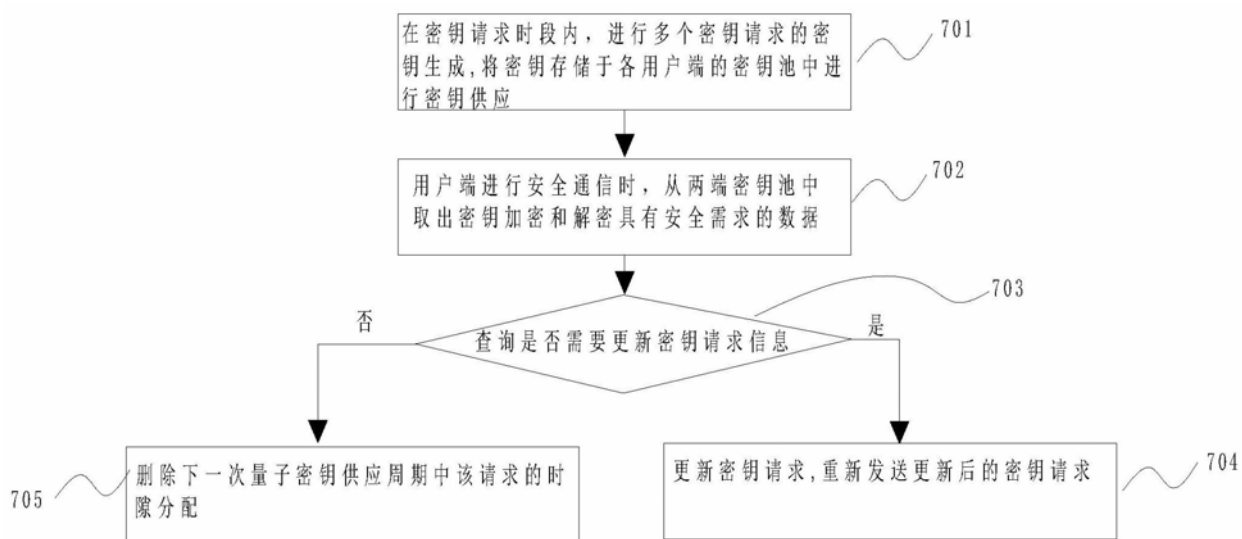 在密钥请求时段内，进行多个密钥请求的密
钥生成,将密钥存储于各用户端的密钥池中进
行密钥供应
701
用户端进行安全通信时，从两端密钥池中
取出密钥加密和解密具有安全需求的数据
702
703
查询是否需要更新密钥请求信息
否
是
删除下一次量子密钥供应周期中该请求的时
隙分配
705
更新密钥请求,重新发送更新后的密钥请求
704